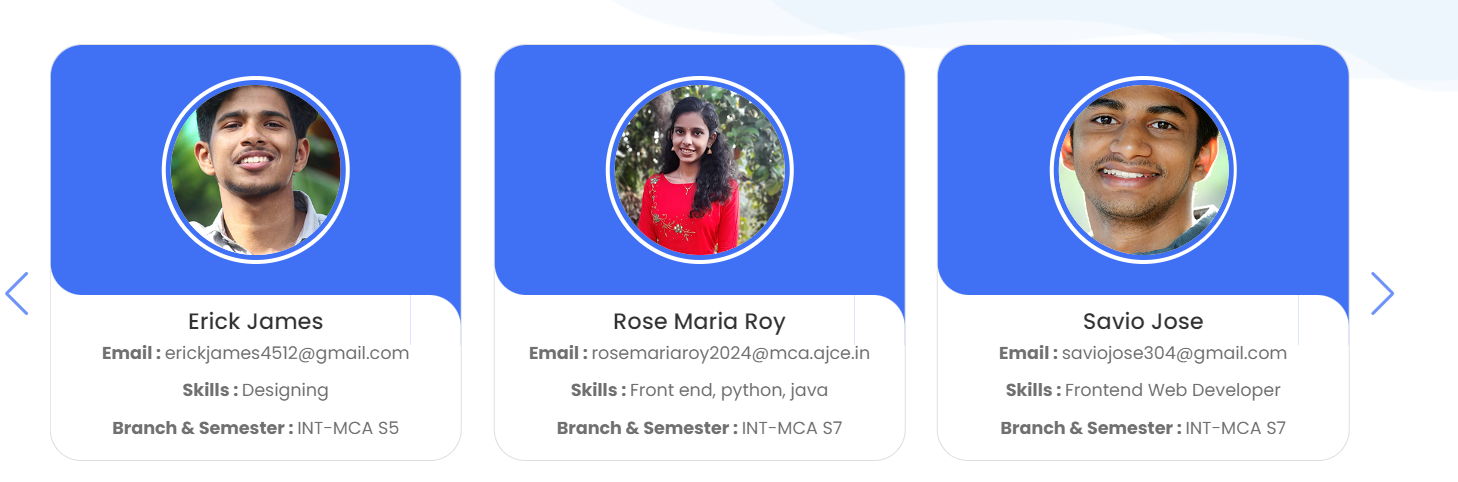 Erick James
Email : erickjames4512@gmail.com
Skills : Designing
Branch & Semester : INT-MCA S5
Rose Maria Roy
Email : rosemariaroy2024@mca.ajce.in
Skills : Front end, python, java
Branch & Semester : INT-MCA S7
Savio Jose
Email : saviojose304@gmail.com
Skills : Frontend Web Developer
Branch & Semester : INT-MCA S7